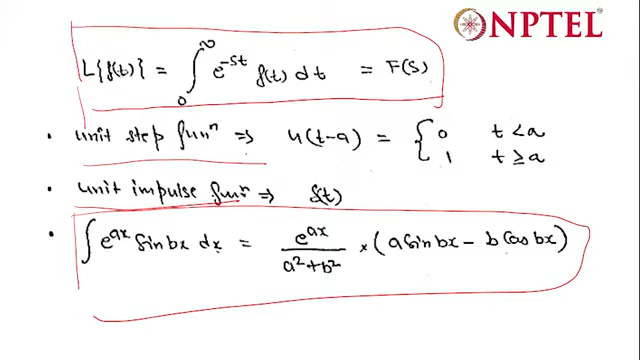 NPTEL
L{f(t)} = ∫₀^∞ e^{-st} f(t) dt = F(s)
• unit step funⁿ ⇒ u(t-a) = { 0 t < a
1 t ≥ a
• unit impulse funⁿ ⇒ δ(t)
• ∫ e^{ax} sin bx dx = e^{ax} / (a² + b²) × (a sin bx - b cos bx)